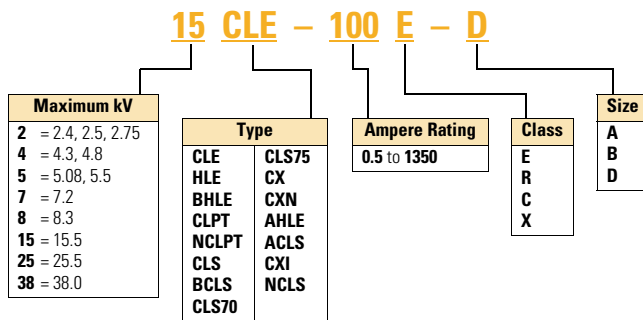 15 CLE – 100 E – D
Maximum kV
2 = 2.4, 2.5, 2.75
4 = 4.3, 4.8
5 = 5.08, 5.5
7 = 7.2
8 = 8.3
15 = 15.5
25 = 25.5
38 = 38.0
Type
CLE CLS75
HLE CX
BHLE CXN
CLPT AHLE
NCLPT ACLS
CLS CXI
BCLS NCLS
CLS70
Ampere Rating
0.5 to 1350
Class
E
R
C
X
Size
A
B
D